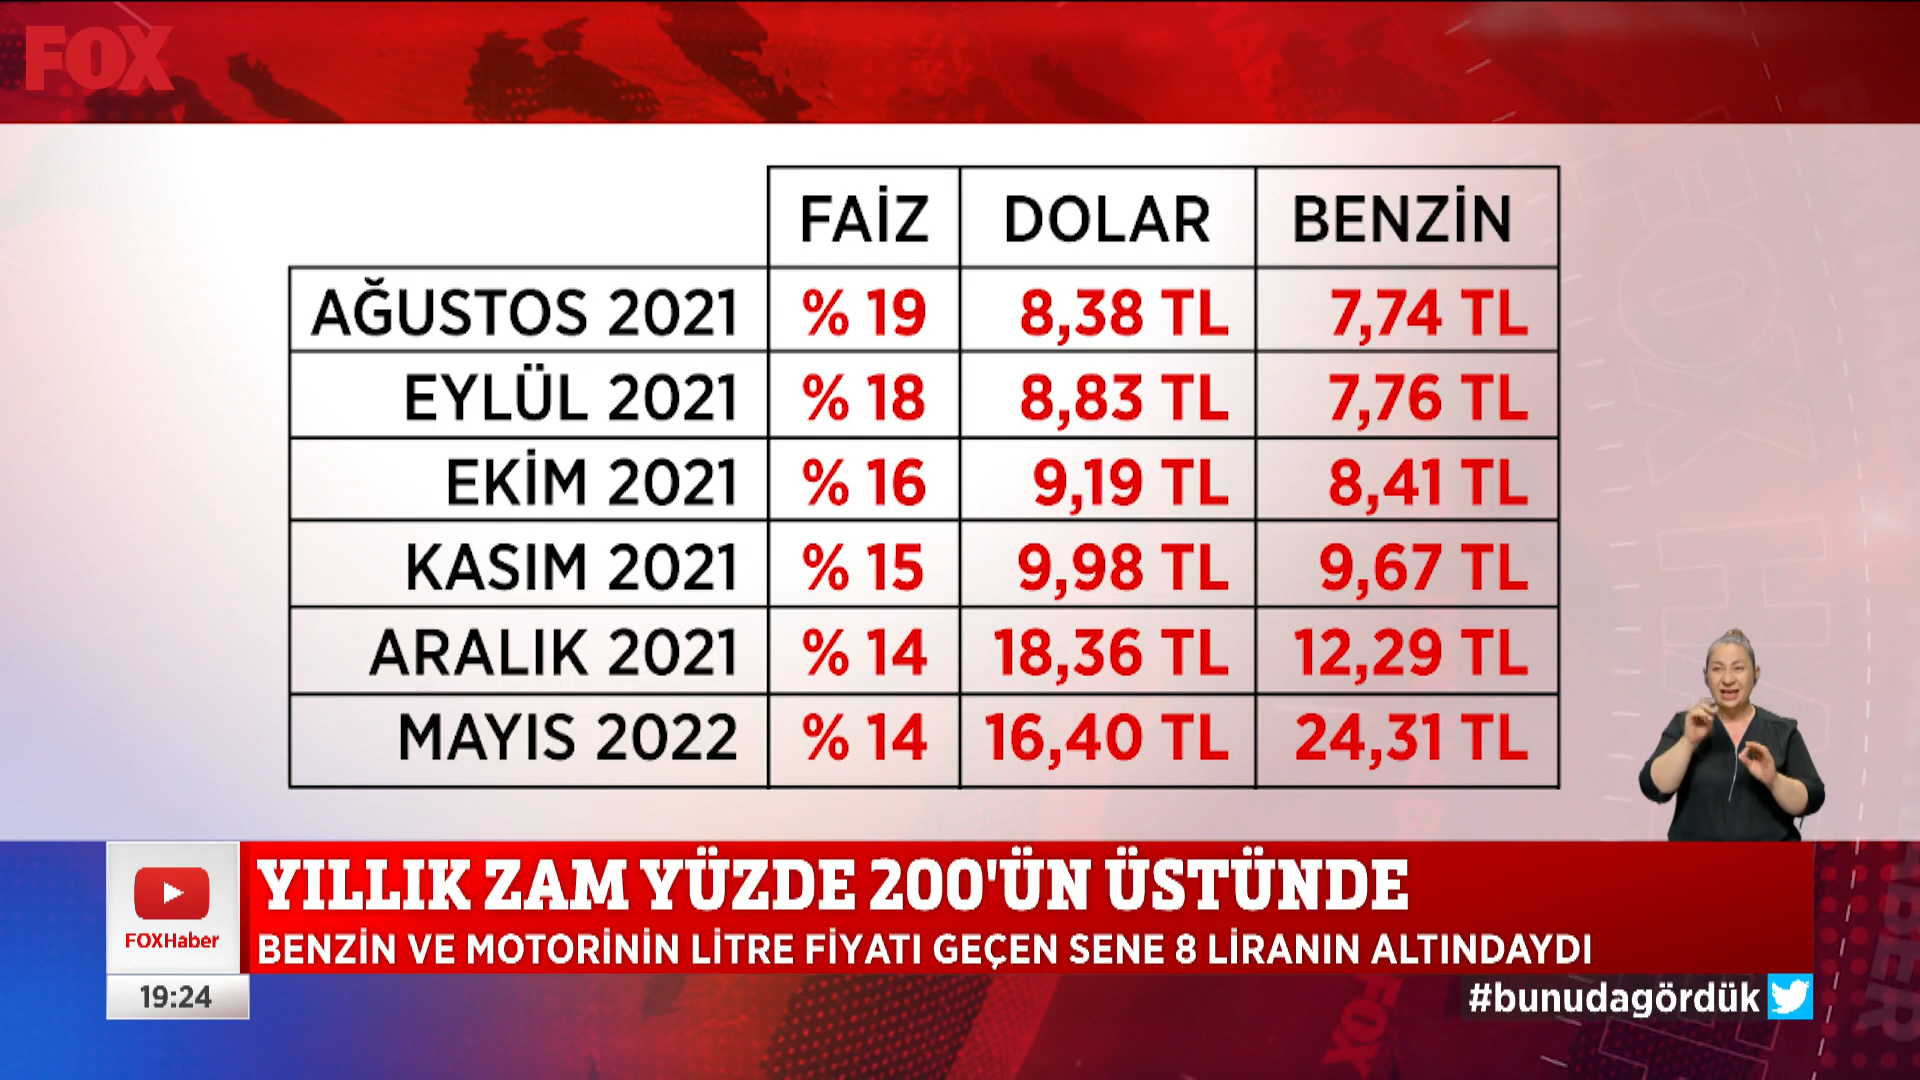 FOX
FAİZ DOLAR BENZİN
AĞUSTOS 2021 % 19 8,38 TL 7,74 TL
EYLÜL 2021 % 18 8,83 TL 7,76 TL
EKİM 2021 % 16 9,19 TL 8,41 TL
KASIM 2021 % 15 9,98 TL 9,67 TL
ARALIK 2021 % 14 18,36 TL 12,29 TL
MAYIS 2022 % 14 16,40 TL 24,31 TL
YILLIK ZAM YÜZDE 200'ÜN ÜSTÜNDE
FOXHaber
BENZİN VE MOTORİNİN LİTRE FİYATI GEÇEN SENE 8 LİRANIN ALTINDAYDI
19:24
#bunudagördük